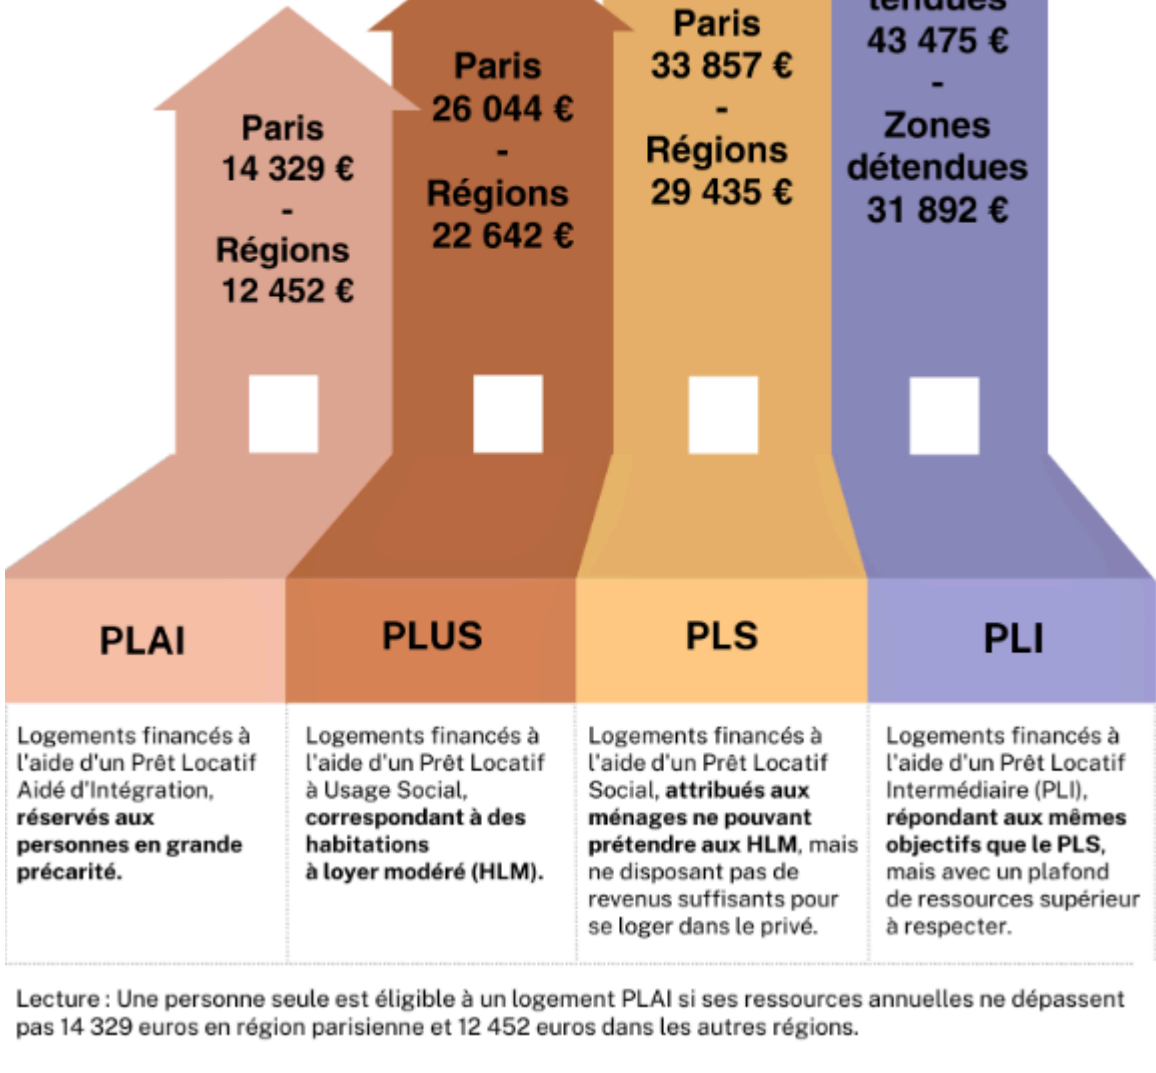 Paris
14 329 €
-
Régions
12 452 €
Paris
26 044 €
-
Régions
22 642 €
Paris
33 857 €
-
Régions
29 435 €
tendues
43 475 €
-
Zones
détendues
31 892 €
PLAI
PLUS
PLS
PLI
Logements financés à
l'aide d'un Prêt Locatif
Aidé d'Intégration,
réservés aux
personnes en grande
précarité.
Logements financés à
l'aide d'un Prêt Locatif
à Usage Social,
correspondant à des
habitations
à loyer modéré (HLM).
Logements financés à
l'aide d'un Prêt Locatif
Social, attribués aux
ménages ne pouvant
prétendre aux HLM, mais
ne disposant pas de
revenus suffisants pour
se loger dans le privé.
Logements financés à
l'aide d'un Prêt Locatif
Intermédiaire (PLI),
répondant aux mêmes
objectifs que le PLS,
mais avec un plafond
de ressources supérieur
à respecter.
Lecture : Une personne seule est éligible à un logement PLAI si ses ressources annuelles ne dépassent
pas 14 329 euros en région parisienne et 12 452 euros dans les autres régions.